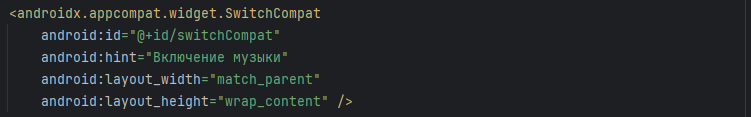 <androidx.appcompat.widget.SwitchCompat
android:id="@+id/switchCompat"
android:hint="Включение музыки"
android:layout_width="match_parent"
android:layout_height="wrap_content" />